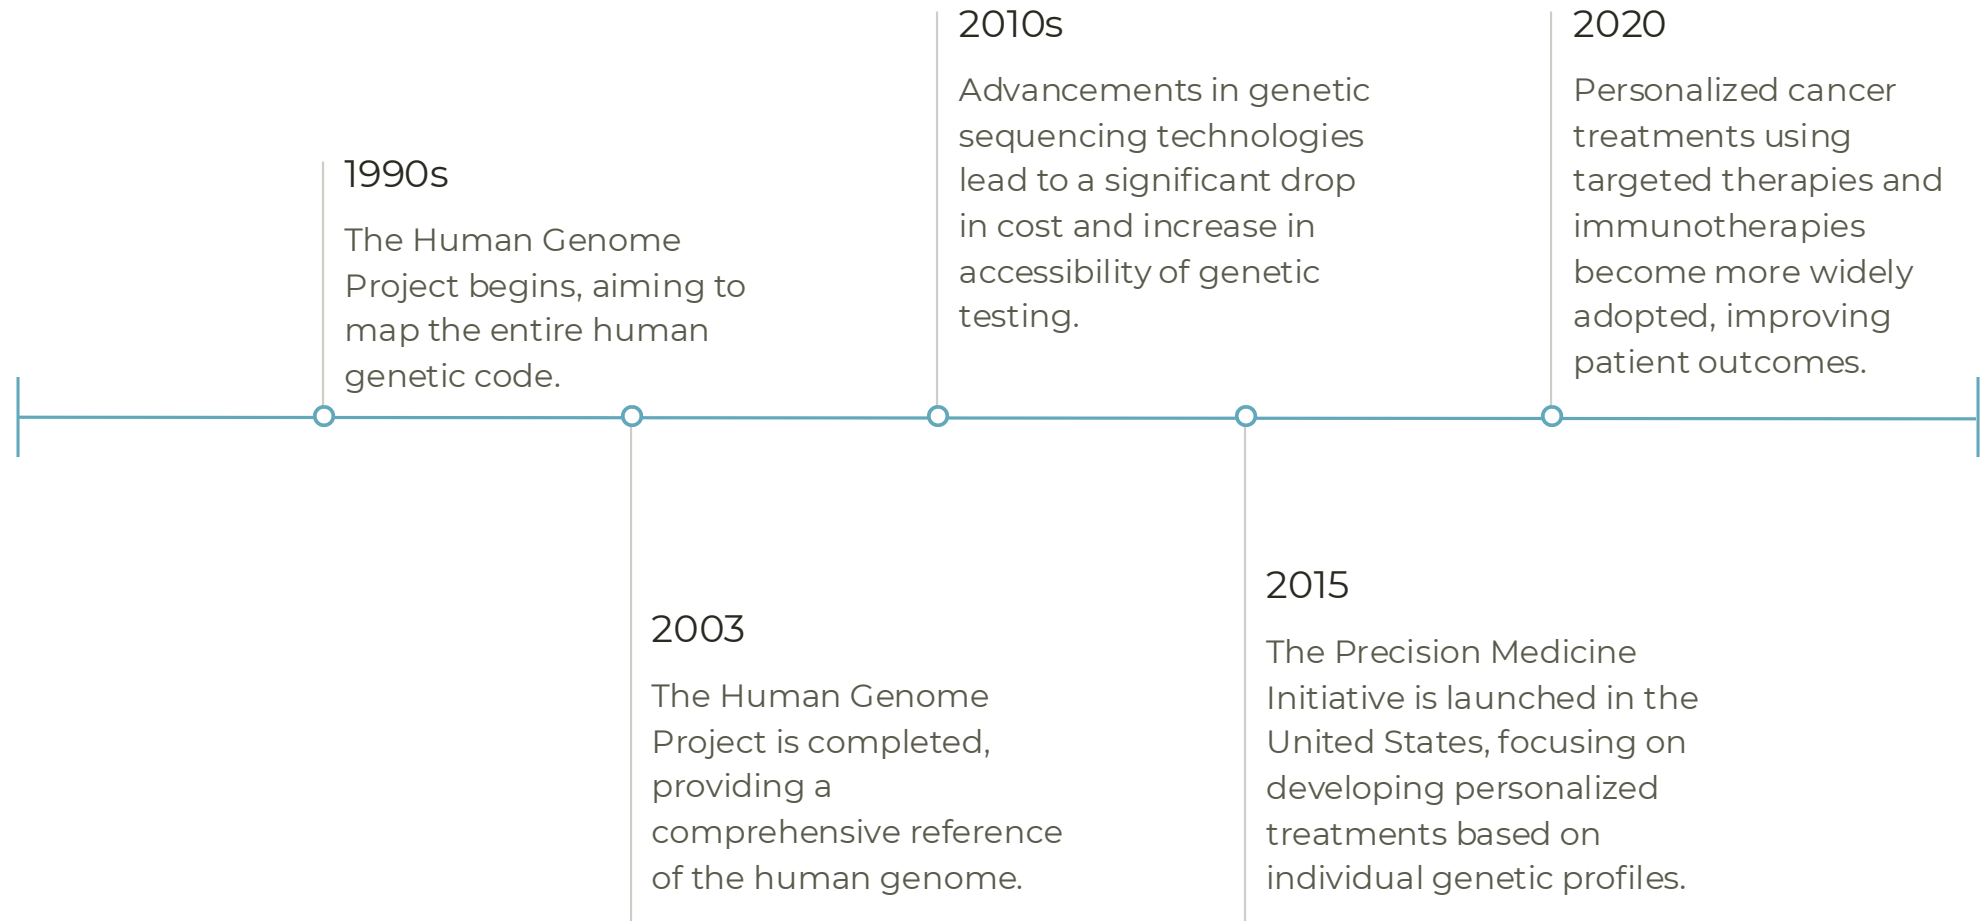 1990s
The Human Genome
Project begins, aiming to
map the entire human
genetic code.
2003
The Human Genome
Project is completed,
providing a
comprehensive reference
of the human genome.
2010s
Advancements in genetic
sequencing technologies
lead to a significant drop
in cost and increase in
accessibility of genetic
testing.
2015
The Precision Medicine
Initiative is launched in the
United States, focusing on
developing personalized
treatments based on
individual genetic profiles.
2020
Personalized cancer
treatments using
targeted therapies and
immunotherapies
become more widely
adopted, improving
patient outcomes.